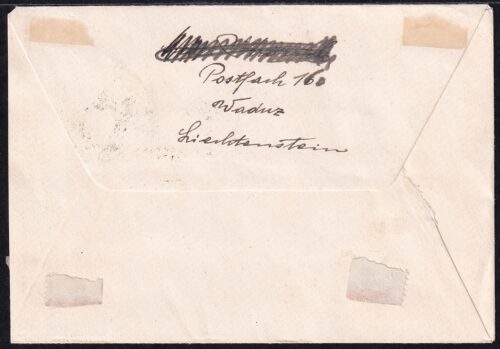 Postfach 160
Vaduz
Liechtenstein